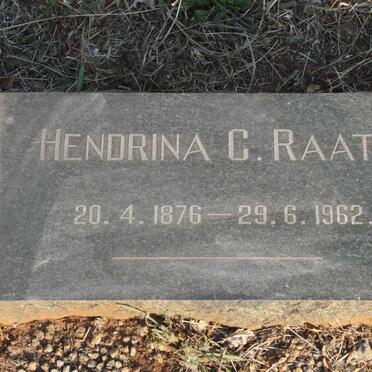 HENDRINA C. RAAT
20. 4. 1876 — 29. 6. 1962.